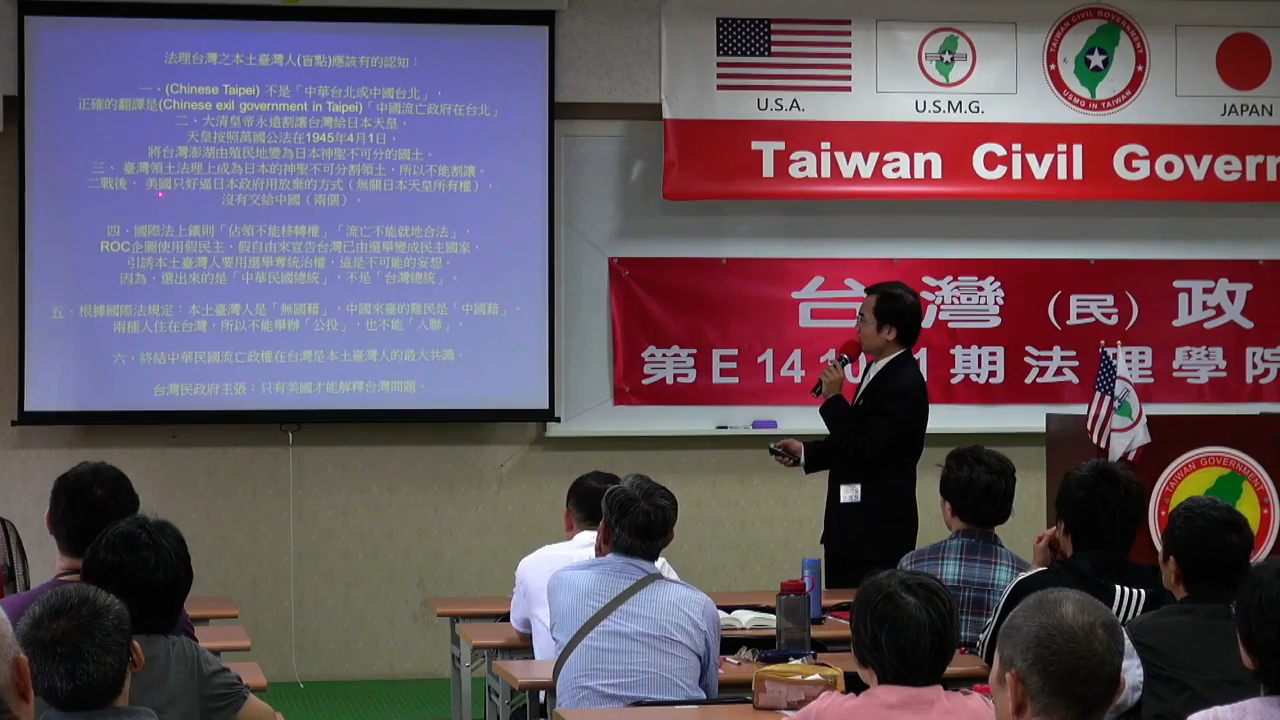 法理台灣之本土臺灣人(盲點)應該有的認知：
一、(Chinese Taipei) 不是「中華台北或中國台北」，
正確的翻譯是(Chinese exil government in Taipei)「中國流亡政府在台北」
二、大清皇帝永遠割讓台灣給日本天皇，
天皇按照萬國公法在1945年4月1日，
將台灣澎湖由殖民地變為日本神聖不可分的國土。
三、臺灣領土法理上成為日本的神聖不可分割領土，所以不能割讓。
二戰後，美國只好逼日本政府用放棄的方式（無關日本天皇所有權），
沒有交給中國（兩個）。
四、國際法上鐵則「佔領不能移轉權」「流亡不能就地合法」，
ROC企圖使用假民主、假自由來宣告台灣已由選舉變成民主國家，
引誘本土臺灣人要用選舉奪統治權，這是不可能的妄想。
因為，選出來的是「中華民國總統」，不是「台灣總統」。
五、根據國際法規定：本土臺灣人是「無國籍」，中國來臺的難民是「中國籍」，
兩種人住在台灣，所以不能舉辦「公投」，也不能「入聯」，
六、終結中華民國流亡政權在台灣是本土臺灣人的最大共識。
台灣民政府主張：只有美國才能解釋台灣問題。
U.S.A.
U.S.M.G.
TAIWAN CIVIL GOVERNMENT
USMG IN TAIWAN
JAPAN
Taiwan Civil Govern
台灣（民）政
第E14 1 期法理學院
TAIWAN GOVERNMENT